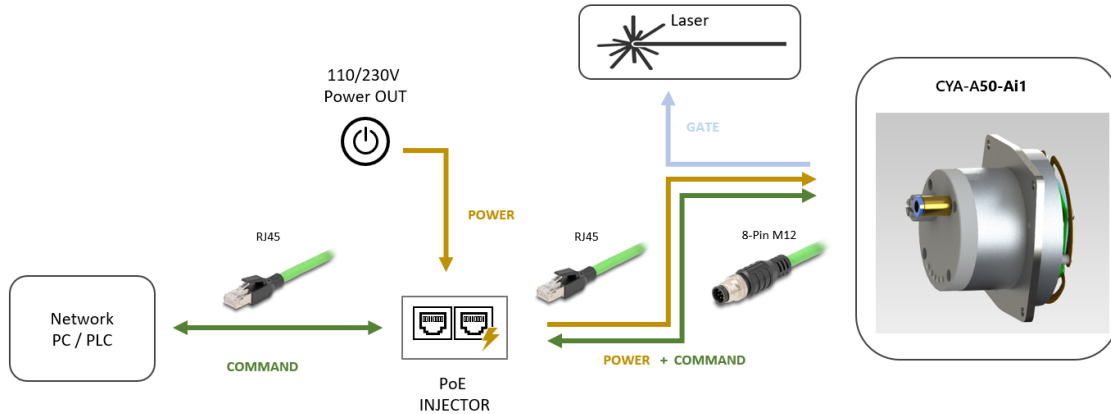 Laser
110/230V
Power OUT
CYA-A50-Ai1
GATE
POWER
RJ45
RJ45
8-Pin M12
Network
PC / PLC
COMMAND
POWER + COMMAND
PoE
INJECTOR